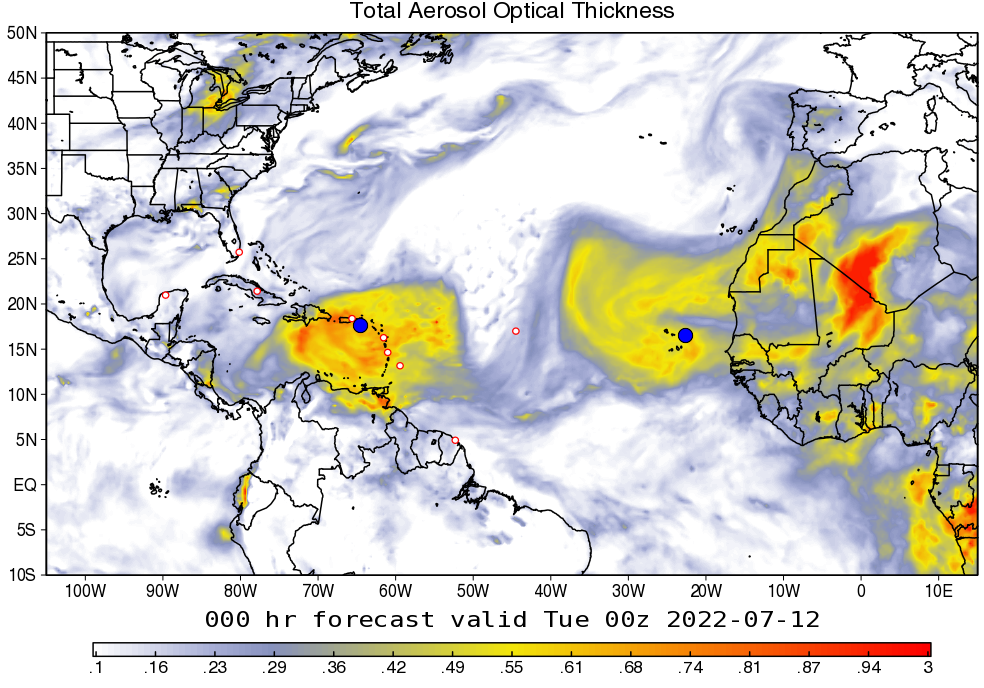 Total Aerosol Optical Thickness
50N
45N
40N
35N
30N
25N
20N
15N
10N
5N
EQ
5S
10S
100W 90W 80W 70W 60W 50W 40W 30W 20W 10W 0 10E
000 hr forecast valid Tue 00z 2022-07-12
.1 .16 .23 .29 .36 .42 .49 .55 .61 .68 .74 .81 .87 .94 3